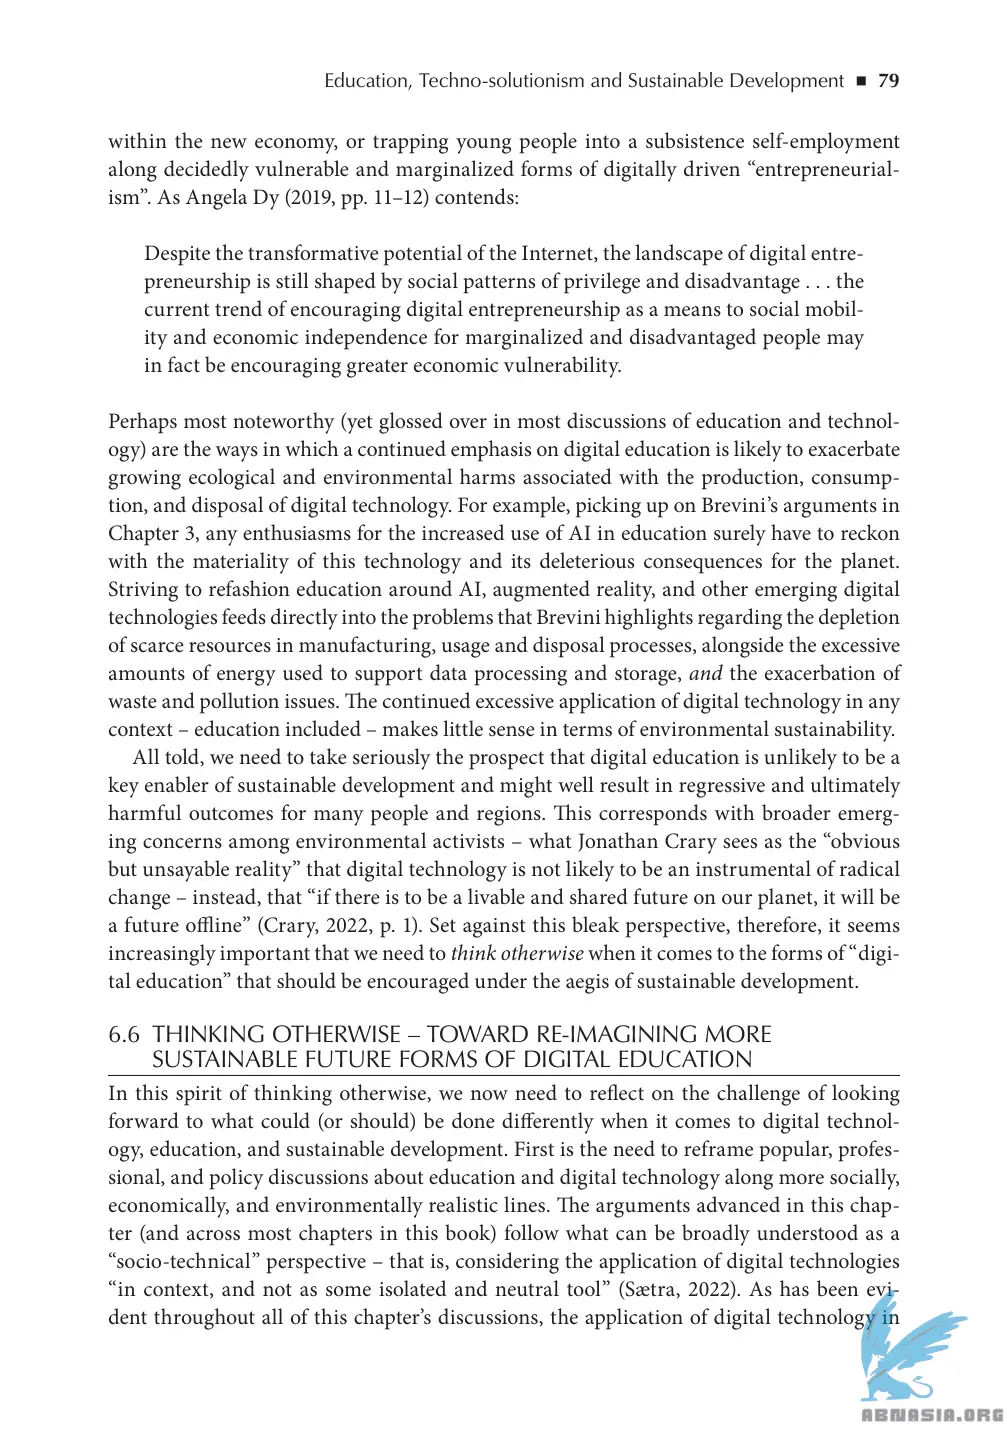 Education, Techno-solutionism and Sustainable Development ■ 79
within the new economy, or trapping young people into a subsistence self-employment
along decidedly vulnerable and marginalized forms of digitally driven “entrepreneurial-
ism”. As Angela Dy (2019, pp. 11–12) contends:
Despite the transformative potential of the Internet, the landscape of digital entre-
preneurship is still shaped by social patterns of privilege and disadvantage . . . the
current trend of encouraging digital entrepreneurship as a means to social mobil-
ity and economic independence for marginalized and disadvantaged people may
in fact be encouraging greater economic vulnerability.
Perhaps most noteworthy (yet glossed over in most discussions of education and technol-
ogy) are the ways in which a continued emphasis on digital education is likely to exacerbate
growing ecological and environmental harms associated with the production, consump-
tion, and disposal of digital technology. For example, picking up on Brevini’s arguments in
Chapter 3, any enthusiasms for the increased use of AI in education surely have to reckon
with the materiality of this technology and its deleterious consequences for the planet.
Striving to refashion education around AI, augmented reality, and other emerging digital
technologies feeds directly into the problems that Brevini highlights regarding the depletion
of scarce resources in manufacturing, usage and disposal processes, alongside the excessive
amounts of energy used to support data processing and storage, and the exacerbation of
waste and pollution issues. The continued excessive application of digital technology in any
context – education included – makes little sense in terms of environmental sustainability.
All told, we need to take seriously the prospect that digital education is unlikely to be a
key enabler of sustainable development and might well result in regressive and ultimately
harmful outcomes for many people and regions. This corresponds with broader emerg-
ing concerns among environmental activists – what Jonathan Crary sees as the “obvious
but unsayable reality” that digital technology is not likely to be an instrumental of radical
change – instead, that “if there is to be a livable and shared future on our planet, it will be
a future offline” (Crary, 2022, p. 1). Set against this bleak perspective, therefore, it seems
increasingly important that we need to think otherwise when it comes to the forms of “digi-
tal education” that should be encouraged under the aegis of sustainable development.
6.6 THINKING OTHERWISE – TOWARD RE-IMAGINING MORE
SUSTAINABLE FUTURE FORMS OF DIGITAL EDUCATION
In this spirit of thinking otherwise, we now need to reflect on the challenge of looking
forward to what could (or should) be done differently when it comes to digital technol-
ogy, education, and sustainable development. First is the need to reframe popular, profes-
sional, and policy discussions about education and digital technology along more socially,
economically, and environmentally realistic lines. The arguments advanced in this chap-
ter (and across most chapters in this book) follow what can be broadly understood as a
“socio-technical” perspective – that is, considering the application of digital technologies
“in context, and not as some isolated and neutral tool” (Sætra, 2022). As has been evi-
dent throughout all of this chapter’s discussions, the application of digital technology in
ABNASIA.ORG